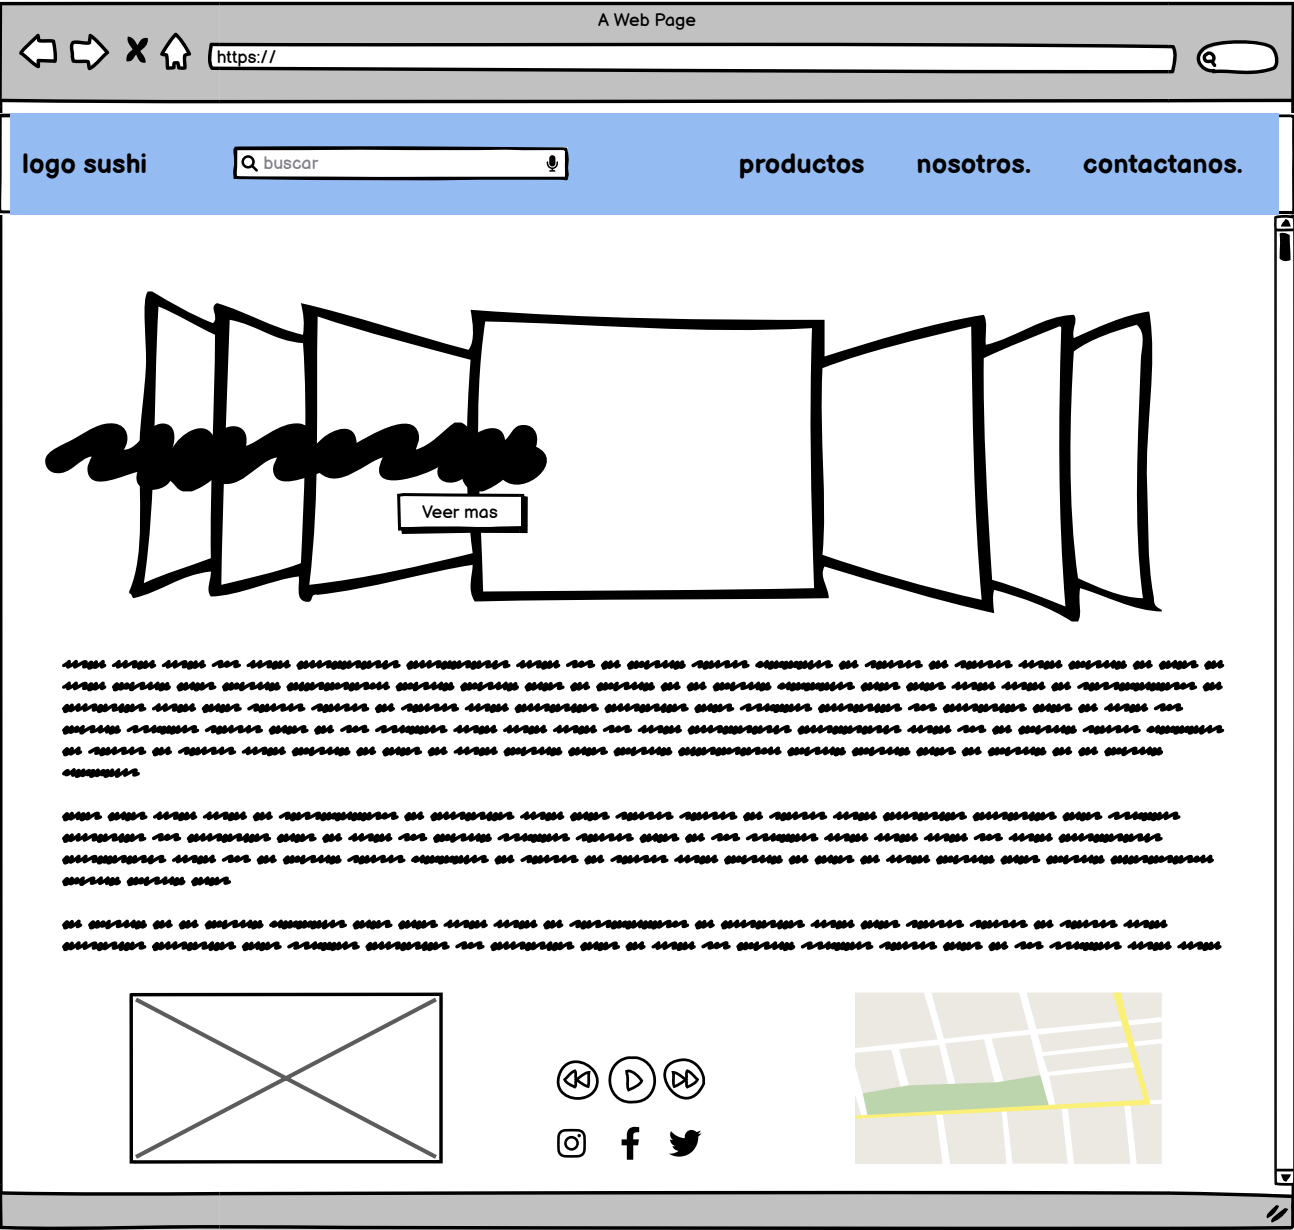 A Web Page
https://
logo sushi
buscar
productos
nosotros.
contactanos.
Veer mas